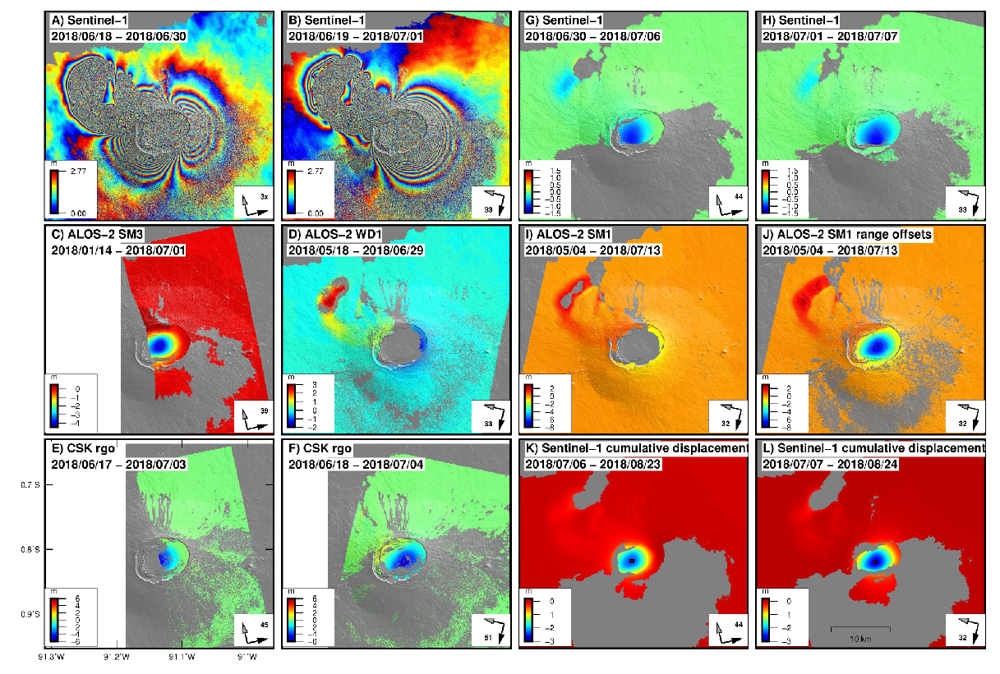 A) Sentinel−1
2018/06/18 − 2018/06/30
m
2.77
0.00
3x
B) Sentinel−1
2018/06/19 − 2018/07/01
m
2.77
0.00
33
G) Sentinel−1
2018/06/30 − 2018/07/06
m
1.5
1.0
0.5
0.0
−0.5
−1.0
−1.5
44
H) Sentinel−1
2018/07/01 − 2018/07/07
m
1.5
1.0
0.5
0.0
−0.5
−1.0
−1.5
33
C) ALOS−2 SM3
2018/01/14 − 2018/07/01
m
0
−1
−2
−3
−4
39
D) ALOS−2 WD1
2018/05/18 − 2018/06/29
m
3
2
1
0
−1
−2
33
I) ALOS−2 SM1
2018/05/04 − 2018/07/13
m
2
0
−2
−4
−6
−8
32
J) ALOS−2 SM1 range offsets
2018/05/04 − 2018/07/13
m
2
0
−2
−4
−6
−8
32
E) CSK rgo
2018/06/17 − 2018/07/03
0.7˚S
0.8˚S
0.9˚S
m
6
4
2
0
−2
−4
−6
45
91.3˚W
91.2˚W
91.1˚W
91˚W
F) CSK rgo
2018/06/18 − 2018/07/04
m
6
4
2
0
−2
−4
−6
51
K) Sentinel−1 cumulative displacement
2018/07/06 − 2018/08/23
m
0
−1
−2
−3
44
L) Sentinel−1 cumulative displacement
2018/07/07 − 2018/08/24
m
0
−1
−2
−3
10 km
32